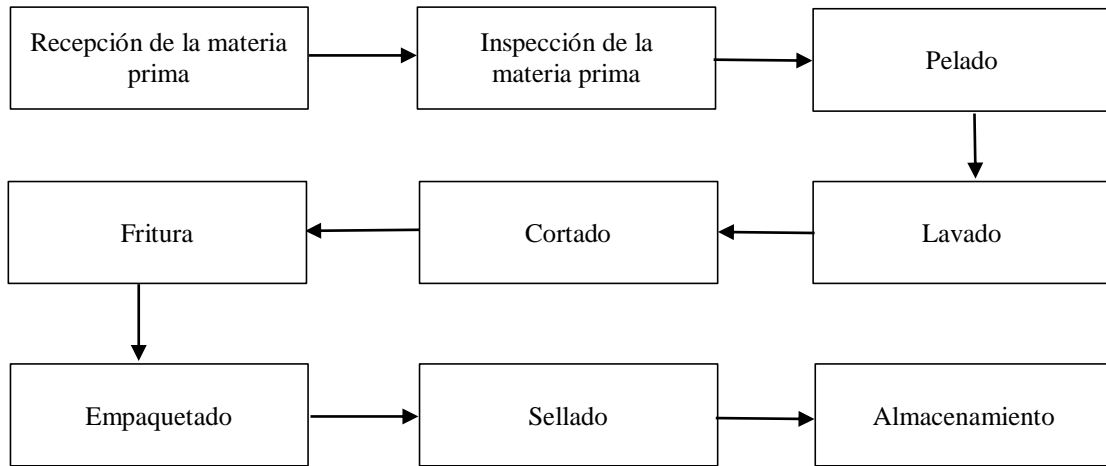 Recepción de la materia
prima
Inspección de la
materia prima
Pelado
Lavado
Cortado
Fritura
Empaquetado
Sellado
Almacenamiento